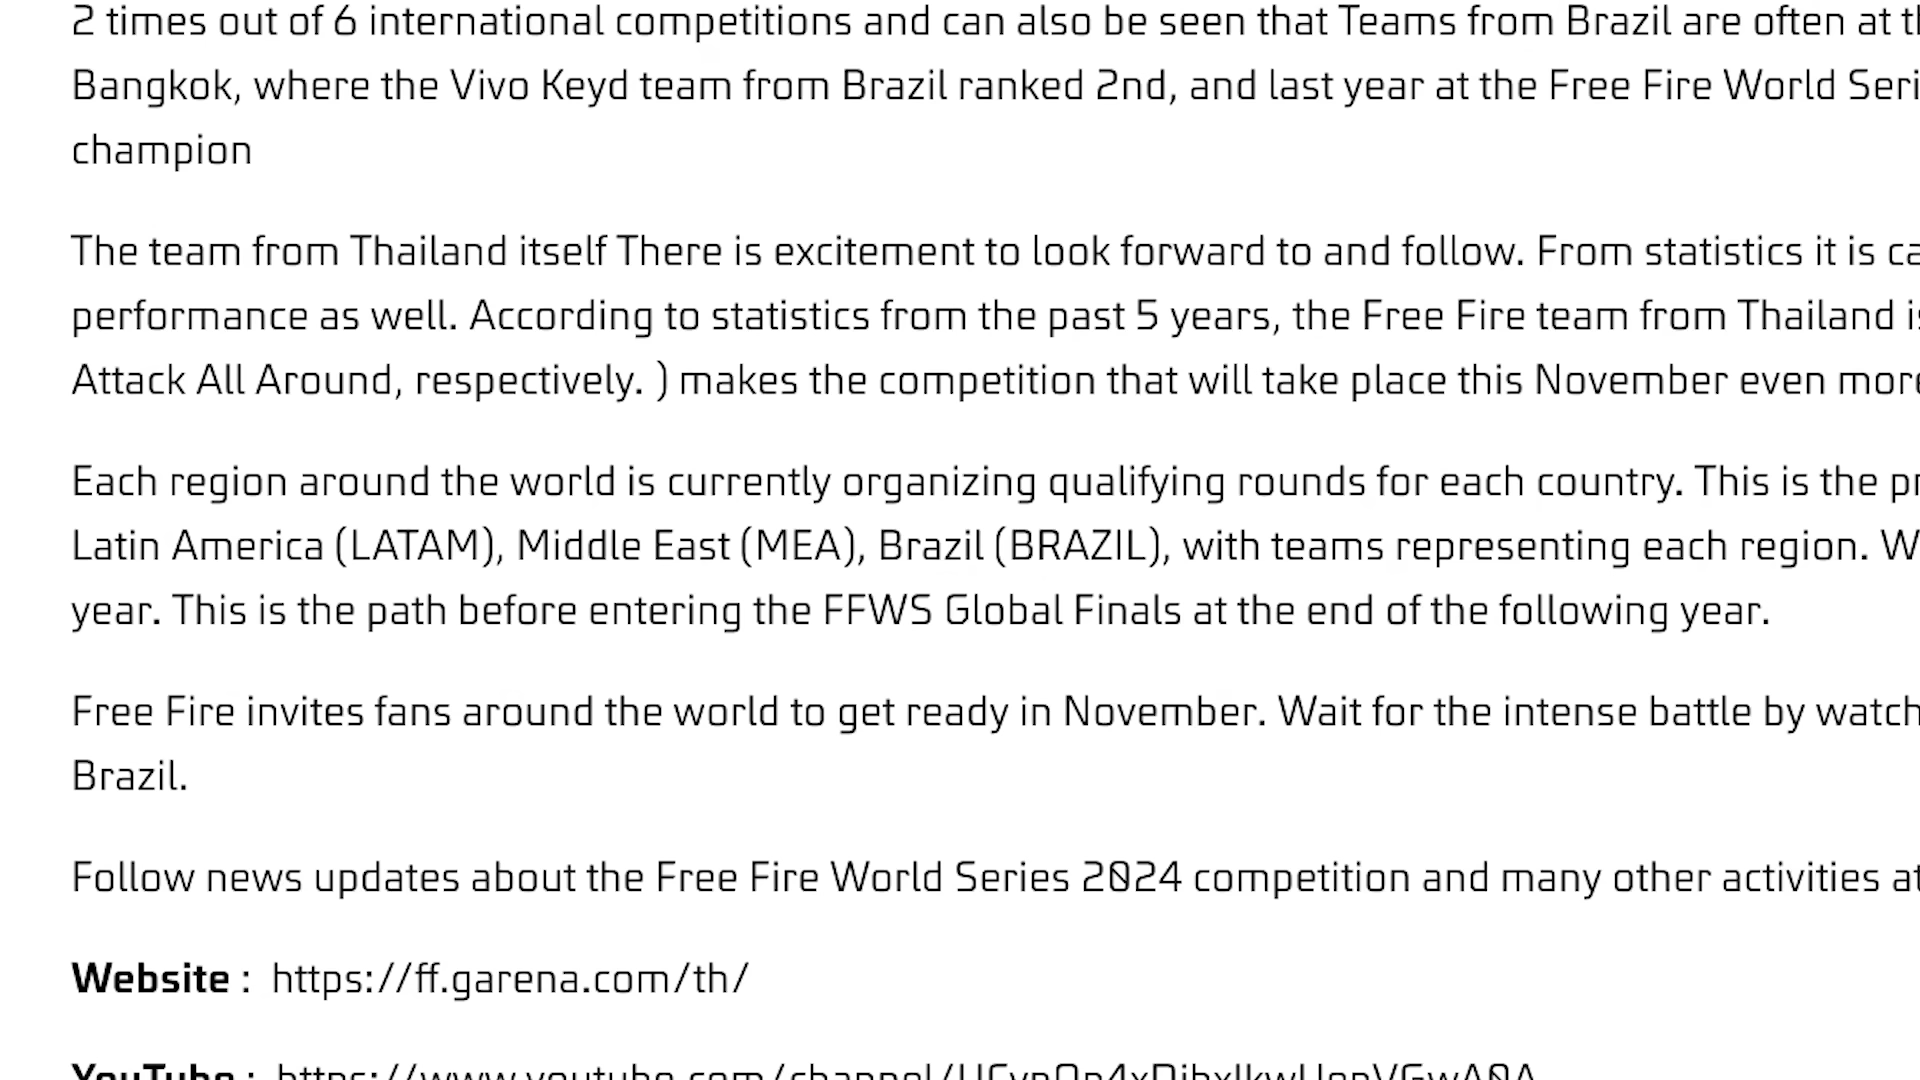 2 times out of 6 international competitions and can also be seen that Teams from Brazil are often at
Bangkok, where the Vivo Keyd team from Brazil ranked 2nd, and last year at the Free Fire World
champion
The team from Thailand itself There is excitement to look forward to and follow. From statistics it is
performance as well. According to statistics from the past 5 years, the Free Fire team from Thailand
Attack All Around, respectively. ) makes the competition that will take place this November even
Each region around the world is currently organizing qualifying rounds for each country. This is the
Latin America (LATAM), Middle East (MEA), Brazil (BRAZIL), with teams representing each region.
year. This is the path before entering the FFWS Global Finals at the end of the following year.
Free Fire invites fans around the world to get ready in November. Wait for the intense battle by
Brazil.
Follow news updates about the Free Fire World Series 2024 competition and many other activities at
Website : https://ff.garena.com/th/
YouTube :